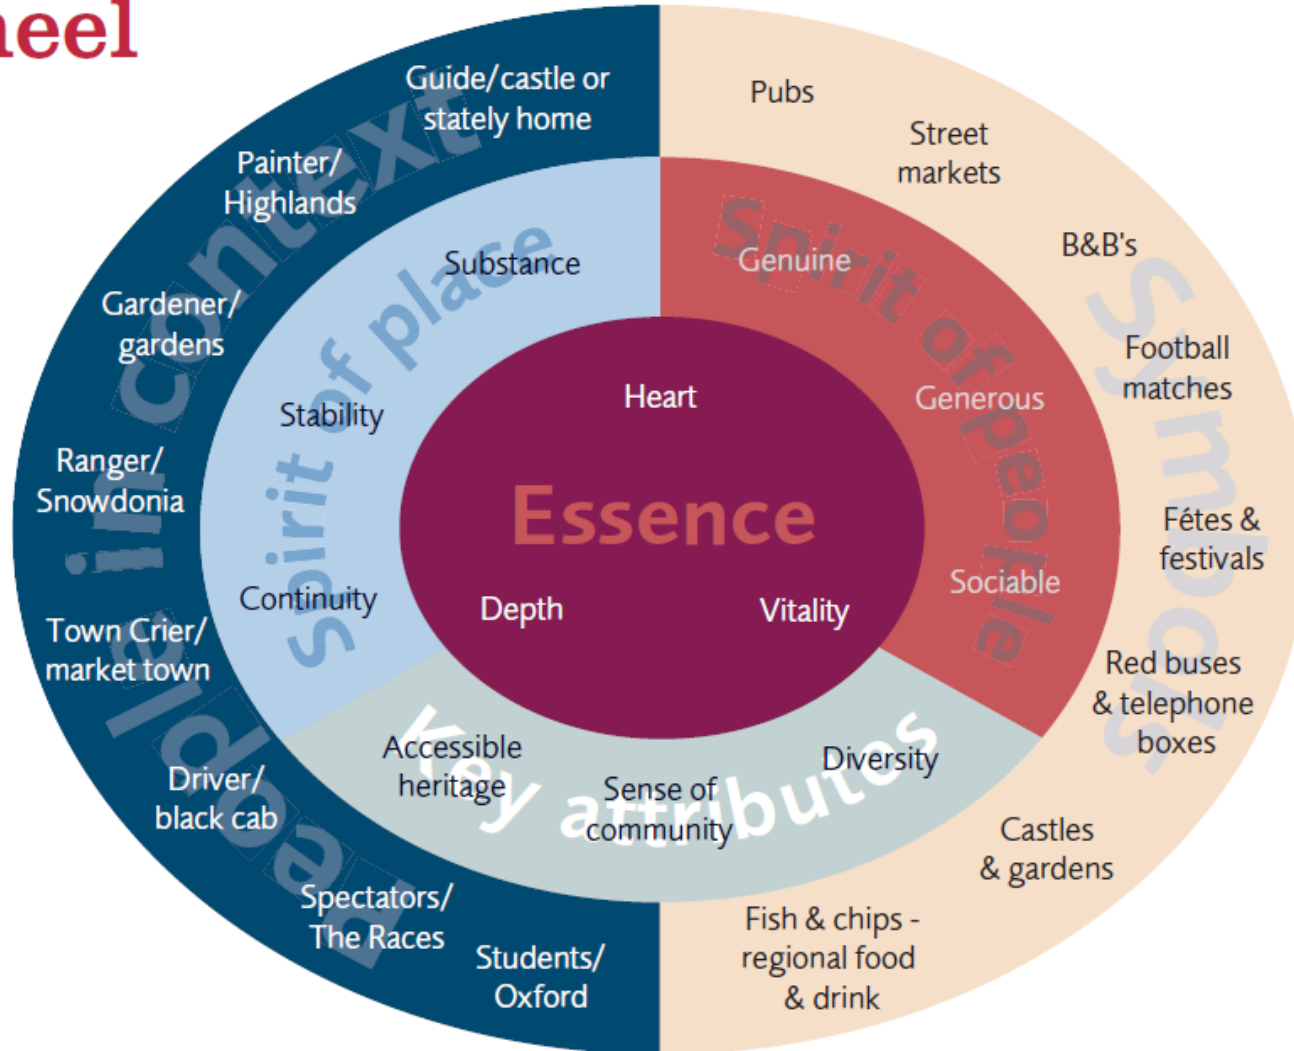 heel
People in context
Guide/castle or
stately home
Painter/
Highlands
Gardener/
gardens
Ranger/
Snowdonia
Town Crier/
market town
Driver/
black cab
Spectators/
The Races
Students/
Oxford
Symbols
Pubs
Street
markets
B&B's
Football
matches
Fétes &
festivals
Red buses
& telephone
boxes
Castles
& gardens
Fish & chips -
regional food
& drink
Spirit of place
Substance
Stability
Continuity
Spirit of people
Genuine
Generous
Sociable
Key attributes
Accessible
heritage
Sense of
community
Diversity
Heart
Essence
Depth
Vitality